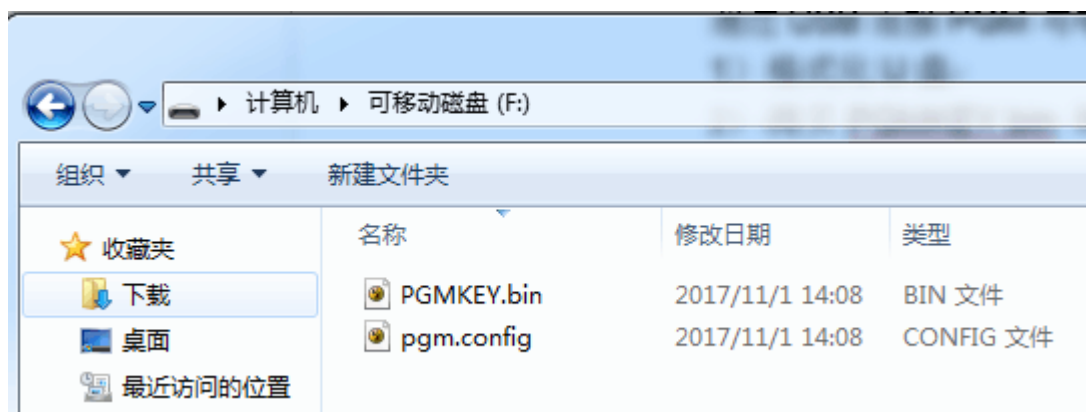 计算机 可移动磁盘 (F:)
组织 共享 新建文件夹
名称 修改日期 类型
收藏夹
下载
桌面
最近访问的位置
PGMKEY.bin 2017/11/1 14:08 BIN 文件
pgm.config 2017/11/1 14:08 CONFIG 文件